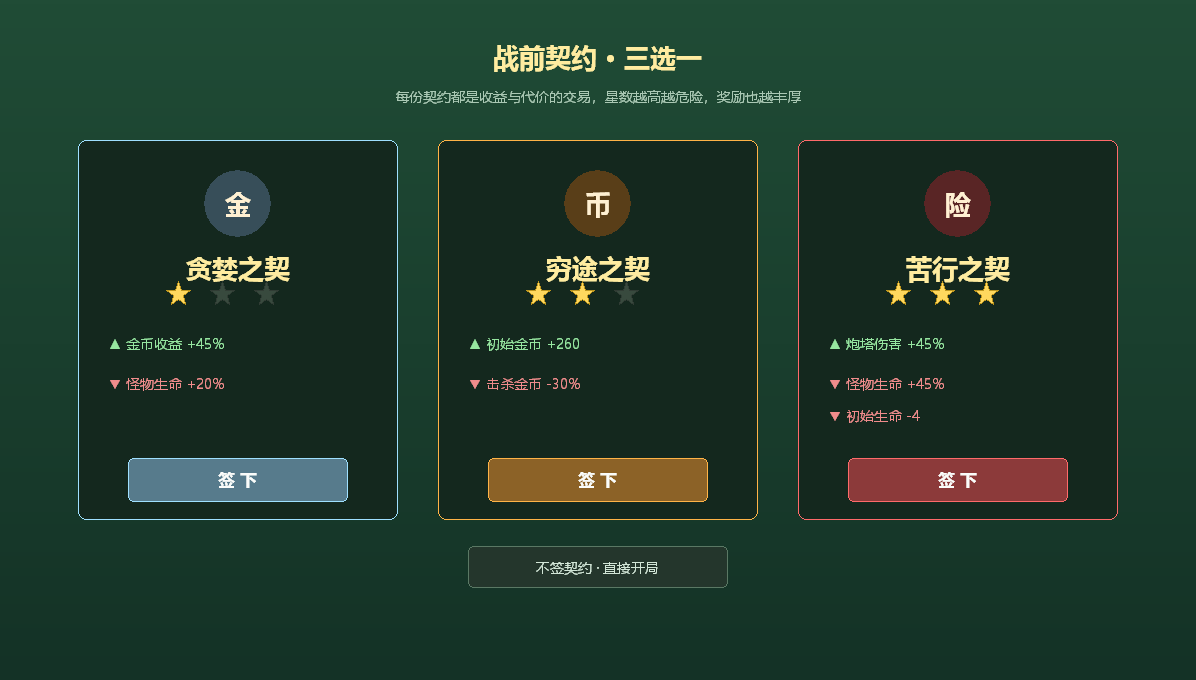 战前契约·三选一
每份契约都是收益与代价的交易，星数越高越危险，奖励也越丰厚
金
贪婪之契
▲ 金币收益 +45%
▼ 怪物生命 +20%
签 下
币
穷途之契
▲ 初始金币 +260
▼ 击杀金币 -30%
签 下
险
苦行之契
▲ 炮塔伤害 +45%
▼ 怪物生命 +45%
▼ 初始生命 -4
签 下
不签契约·直接开局